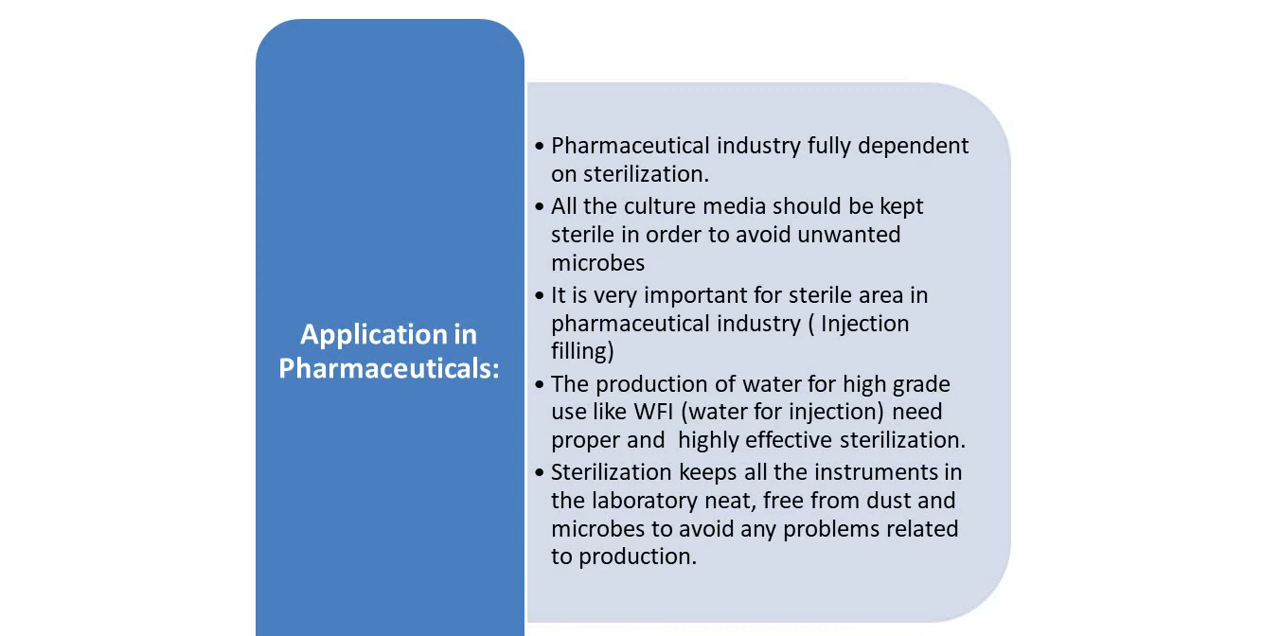 Application in
Pharmaceuticals:
• Pharmaceutical industry fully dependent
on sterilization.
• All the culture media should be kept
sterile in order to avoid unwanted
microbes
• It is very important for sterile area in
pharmaceutical industry ( Injection
filling)
• The production of water for high grade
use like WFI (water for injection) need
proper and  highly effective sterilization.
• Sterilization keeps all the instruments in
the laboratory neat, free from dust and
microbes to avoid any problems related
to production.